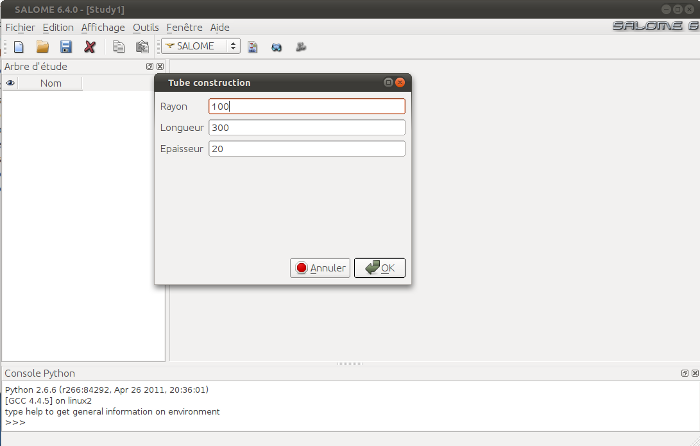 SALOME 6.4.0 - [Study1]
Fichier Edition Affichage Outils Fenêtre Aide
SALOME 6
SALOME
Arbre d'étude
Nom
Tube construction
Rayon 100
Longueur 300
Epaisseur 20
Annuler OK
Console Python
Python 2.6.6 (r266:84292, Apr 26 2011, 20:36:01)
[GCC 4.4.5] on linux2
type help to get general information on environment
>>>